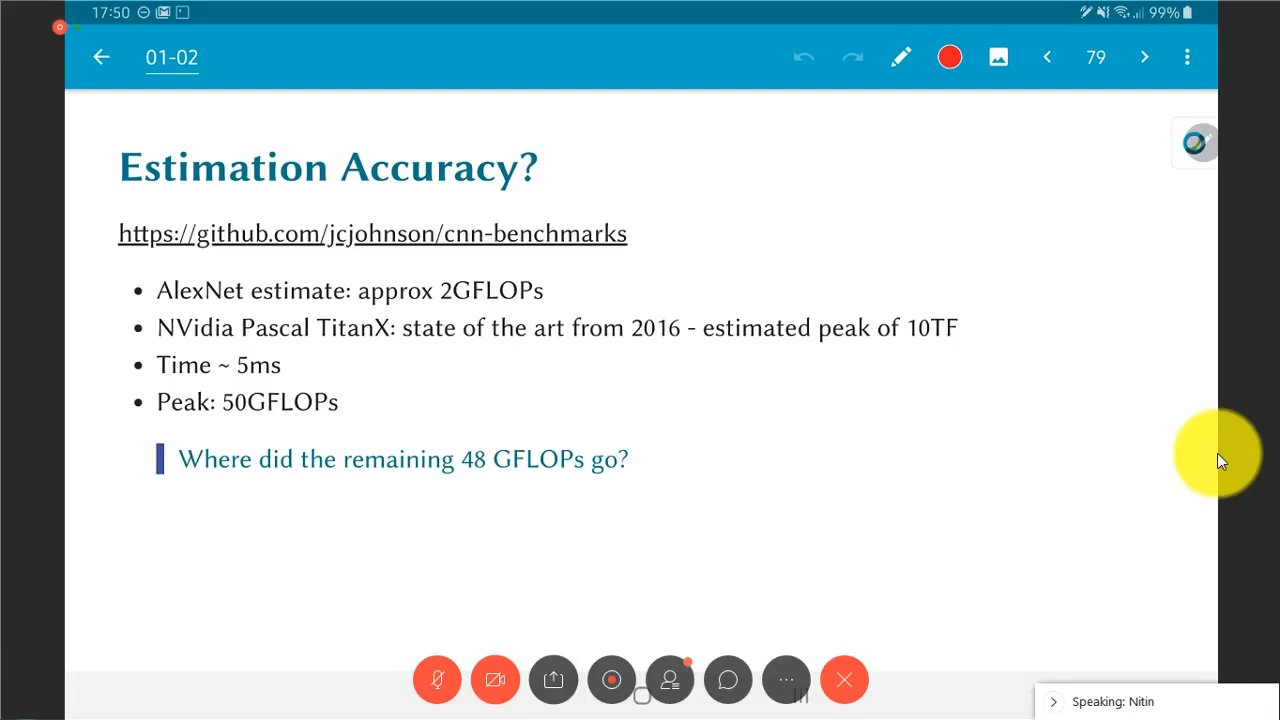 17:50
99%
01-02
79
Estimation Accuracy?
https://github.com/jcjohnson/cnn-benchmarks
• AlexNet estimate: approx 2GFLOPs
• NVidia Pascal TitanX: state of the art from 2016 - estimated peak of 10TF
• Time ~ 5ms
• Peak: 50GFLOPs
Where did the remaining 48 GFLOPs go?
Speaking: Nitin